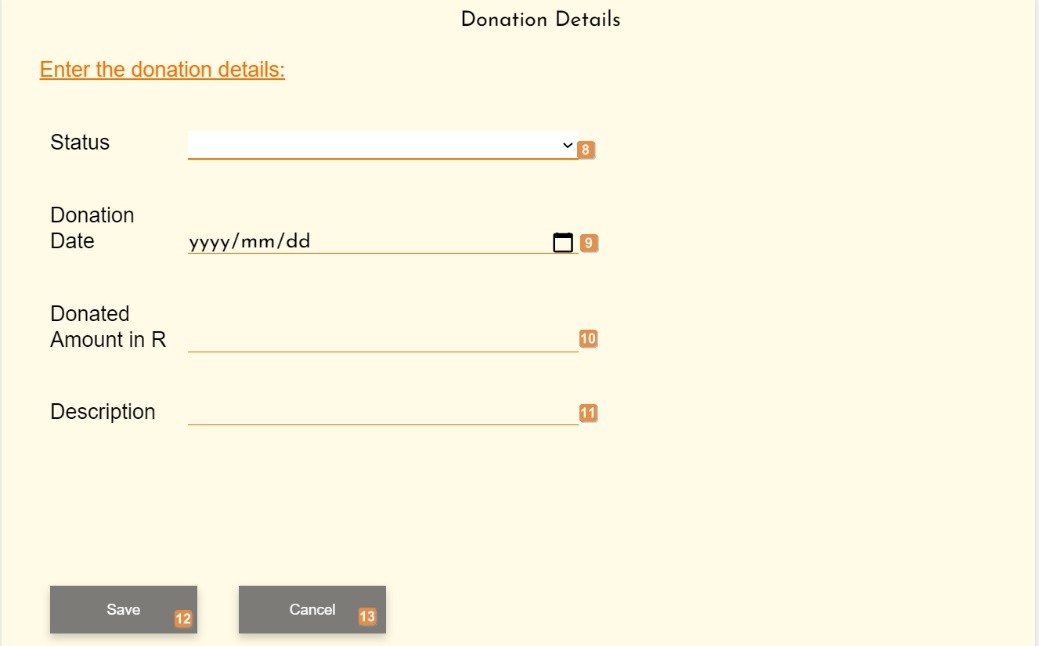 Donation Details
Enter the donation details:
Status
8
Donation
Date
yyyy/mm/dd
9
Donated
Amount in R
10
Description
11
Save
12
Cancel
13